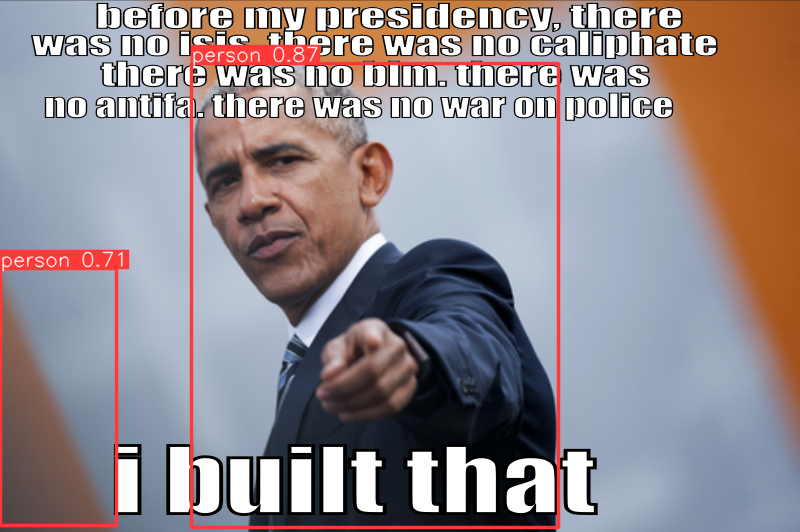 before my presidency, there
was no isis. there was no caliphate
person 0.87
there was no blm. there was
no antifa. there was no war on police
person 0.71
i built that